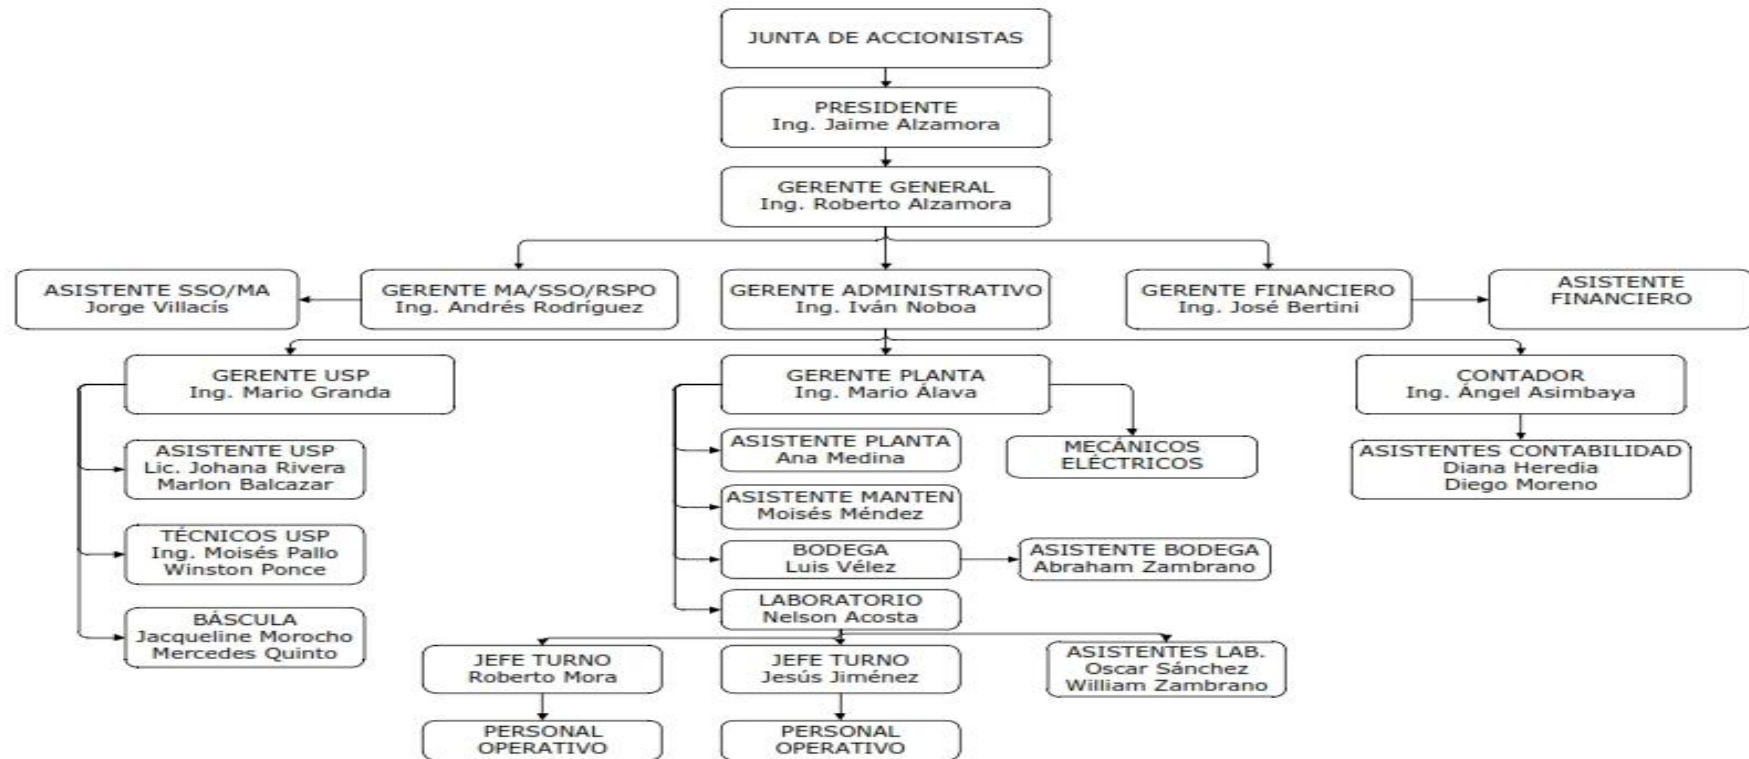 JUNTA DE ACCIONISTAS
PRESIDENTE
Ing. Jaime Alzamora
GERENTE GENERAL
Ing. Roberto Alzamora
ASISTENTE SSO/MA
Jorge Villacís
GERENTE MA/SSO/RSPO
Ing. Andrés Rodríguez
GERENTE ADMINISTRATIVO
Ing. Iván Noboa
GERENTE FINANCIERO
Ing. José Bertini
ASISTENTE
FINANCIERO
GERENTE USP
Ing. Mario Granda
GERENTE PLANTA
Ing. Mario Álava
CONTADOR
Ing. Ángel Asimbaya
ASISTENTE USP
Lic. Johana Rivera
Marlon Balcazar
ASISTENTE PLANTA
Ana Medina
MECÁNICOS
ELÉCTRICOS
ASISTENTES CONTABILIDAD
Diana Heredia
Diego Moreno
ASISTENTE MANTEN
Moisés Méndez
TÉCNICOS USP
Ing. Moisés Pallo
Winston Ponce
BODEGA
Luis Vélez
ASISTENTE BODEGA
Abraham Zambrano
LABORATORIO
Nelson Acosta
BÁSCULA
Jacqueline Morocho
Mercedes Quinto
JEFE TURNO
Roberto Mora
JEFE TURNO
Jesús Jiménez
ASISTENTES LAB.
Oscar Sánchez
William Zambrano
PERSONAL
OPERATIVO
PERSONAL
OPERATIVO